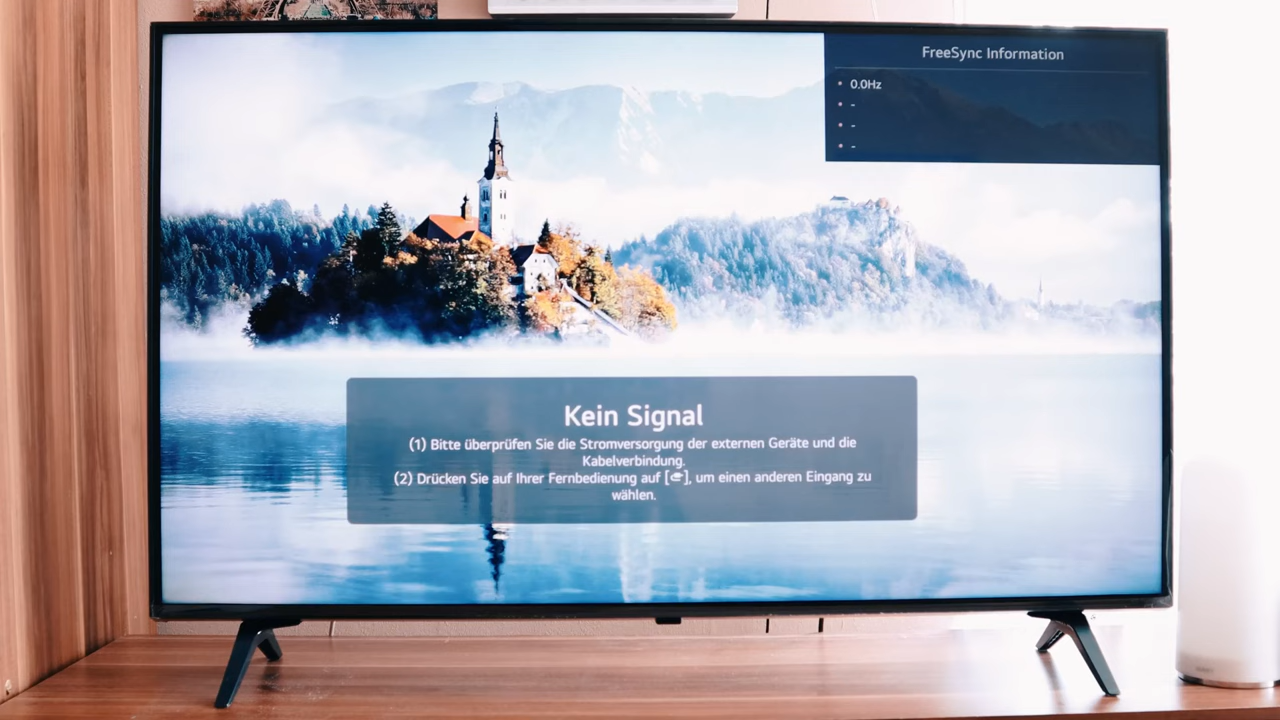 FreeSync Information
• 0.0Hz
• -
• -
• -
Kein Signal
(1) Bitte überprüfen Sie die Stromversorgung der externen Geräte und die
Kabelverbindung.
(2) Drücken Sie auf Ihrer Fernbedienung auf [], um einen anderen Eingang zu
wählen.